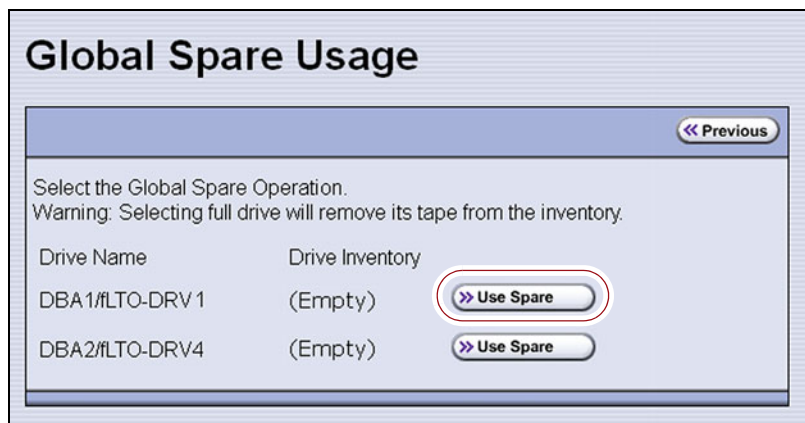 Global Spare Usage
Previous
Select the Global Spare Operation.
Warning: Selecting full drive will remove its tape from the inventory.
Drive Name Drive Inventory
DBA1/fLTO-DRV1 (Empty) Use Spare
DBA2/fLTO-DRV4 (Empty) Use Spare